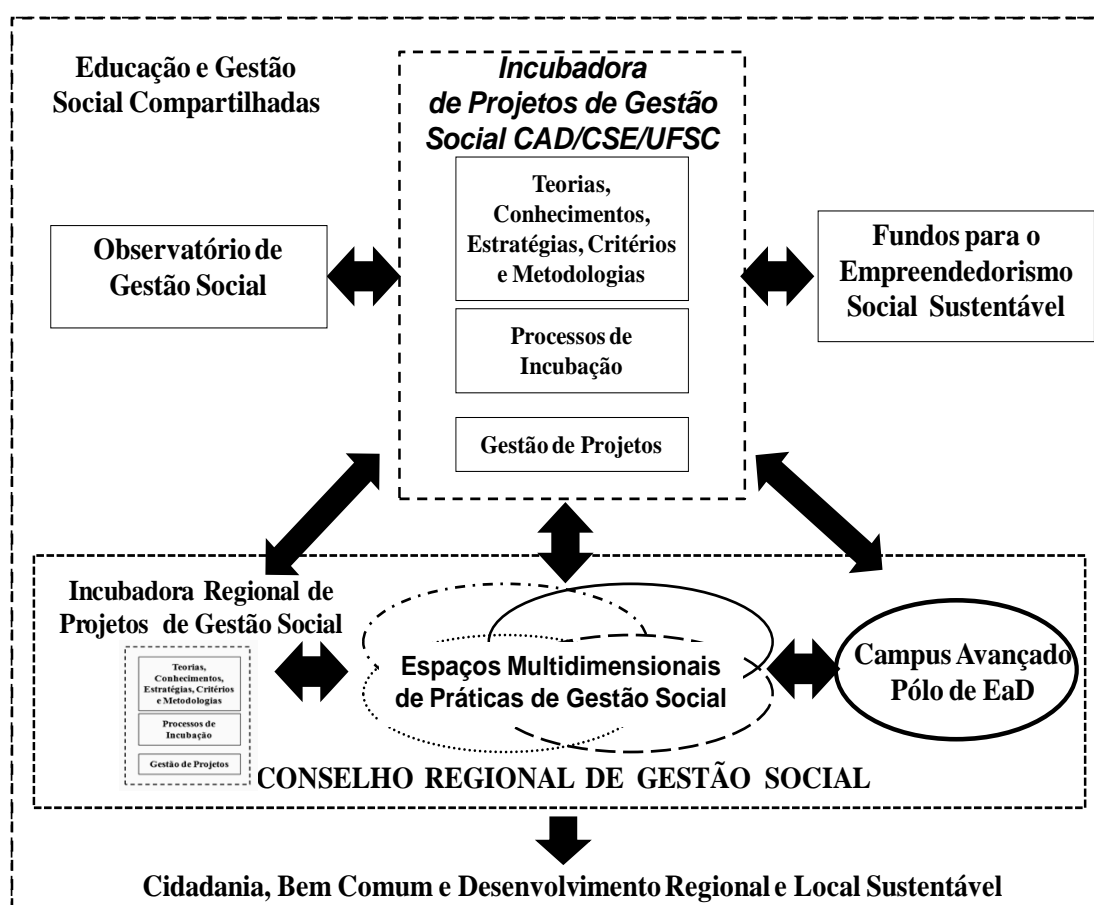 Educação e Gestão
Social Compartilhadas
Incubadora
de Projetos de Gestão
Social CAD/CSE/UFSC
Teorias,
Conhecimentos,
Estratégias, Critérios
e Metodologias
Processos de
Incubação
Gestão de Projetos
Observatório de
Gestão Social
Fundos para o
Empreendedorismo
Social Sustentável
Incubadora Regional de
Projetos de Gestão Social
Teorias,
Conhecimentos,
Estratégias, Critérios
e Metodologias
Processos de
Incubação
Gestão de Projetos
Espaços Multidimensionais
de Práticas de Gestão Social
Campus Avançado
Pólo de EaD
CONSELHO REGIONAL DE GESTÃO SOCIAL
Cidadania, Bem Comum e Desenvolvimento Regional e Local Sustentável